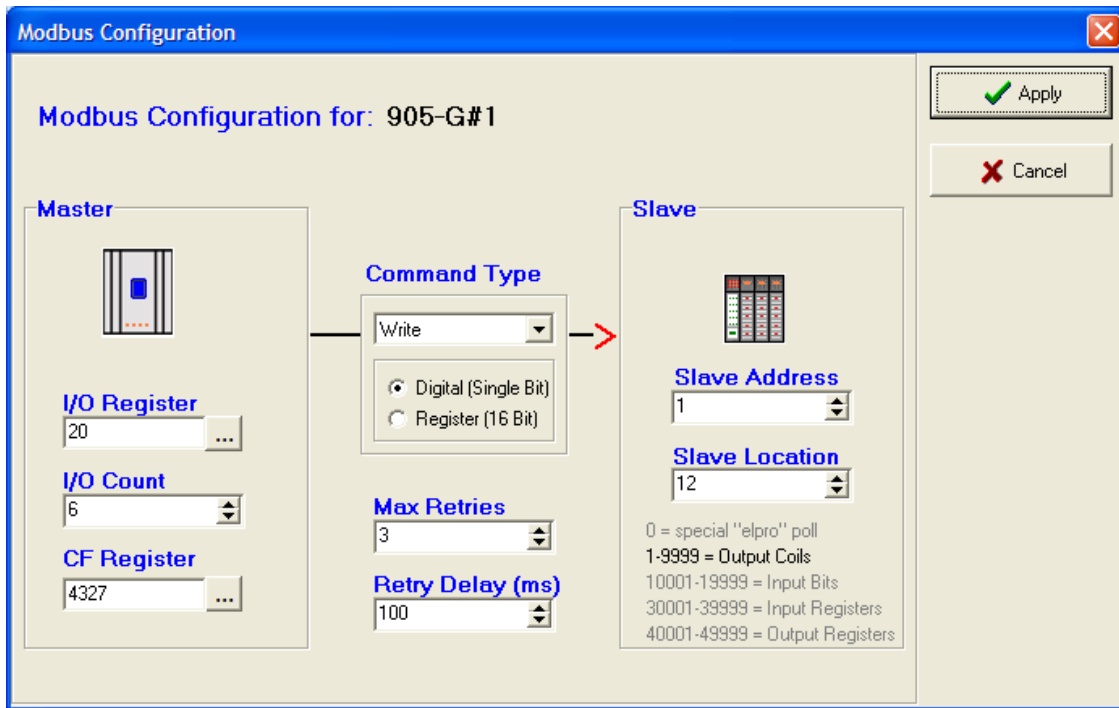 Modbus Configuration
Modbus Configuration for: 905-G#1
Apply
Cancel
Master
I/O Register
20
...
I/O Count
6
CF Register
4327
...
Command Type
Write
Digital (Single Bit)
Register (16 Bit)
Max Retries
3
Retry Delay (ms)
100
Slave
Slave Address
1
Slave Location
12
0 = special "elpro" poll
1-9999 = Output Coils
10001-19999 = Input Bits
30001-39999 = Input Registers
40001-49999 = Output Registers